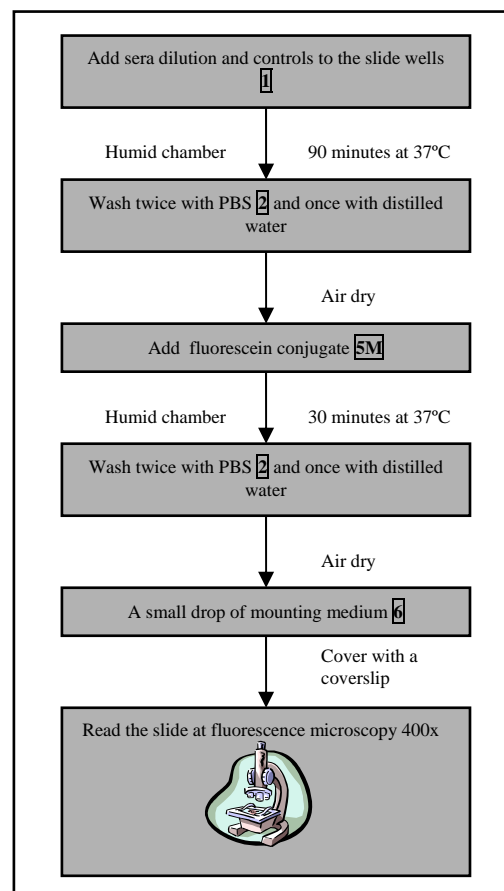 Add sera dilution and controls to the slide wells
1
Humid chamber 90 minutes at 37ºC
Wash twice with PBS 2 and once with distilled
water
Air dry
Add fluorescein conjugate 5M
Humid chamber 30 minutes at 37ºC
Wash twice with PBS 2 and once with distilled
water
Air dry
A small drop of mounting medium 6
Cover with a
coverslip
Read the slide at fluorescence microscopy 400x